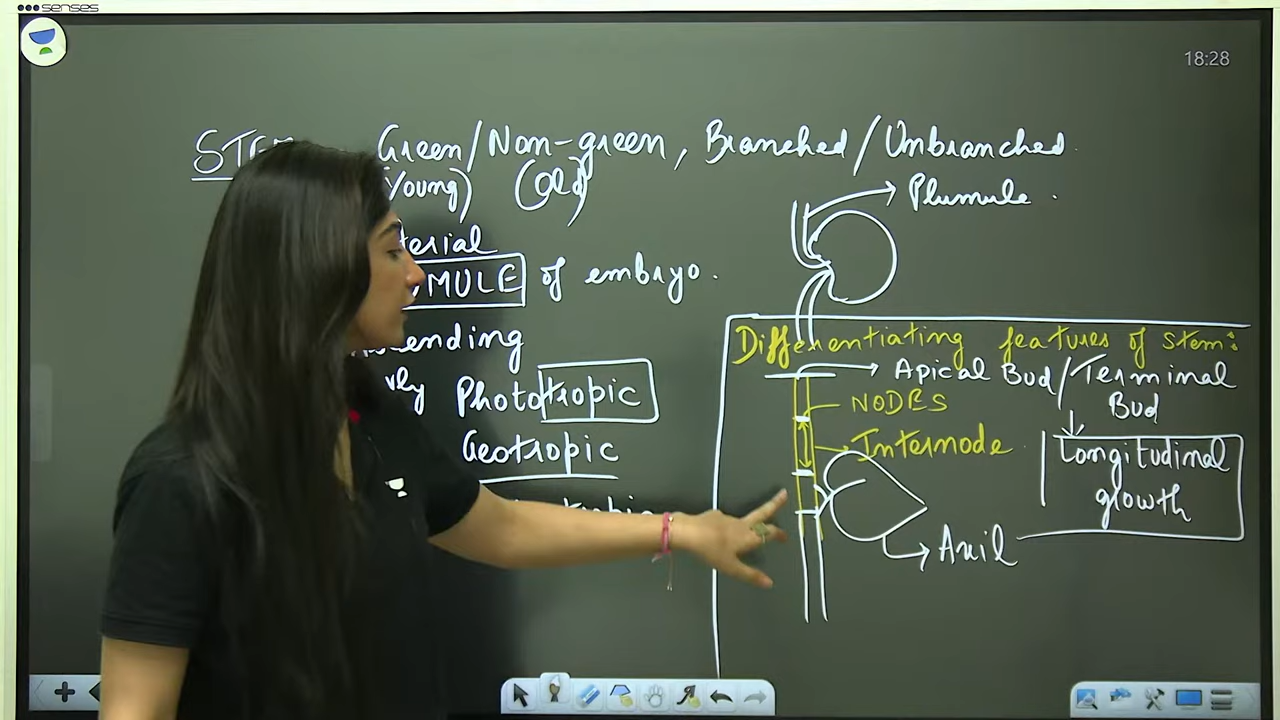 senses
18:28
STEM Green/Non-green, Branched/Unbranched.
(Young) (Old)
Plumule.
MULE of embryo.
Differentiating features of stem:
Apical Bud/Terminal
Bud
Phototropic
NODES
Geotropic
Internode
Longitudinal
growth
Axil